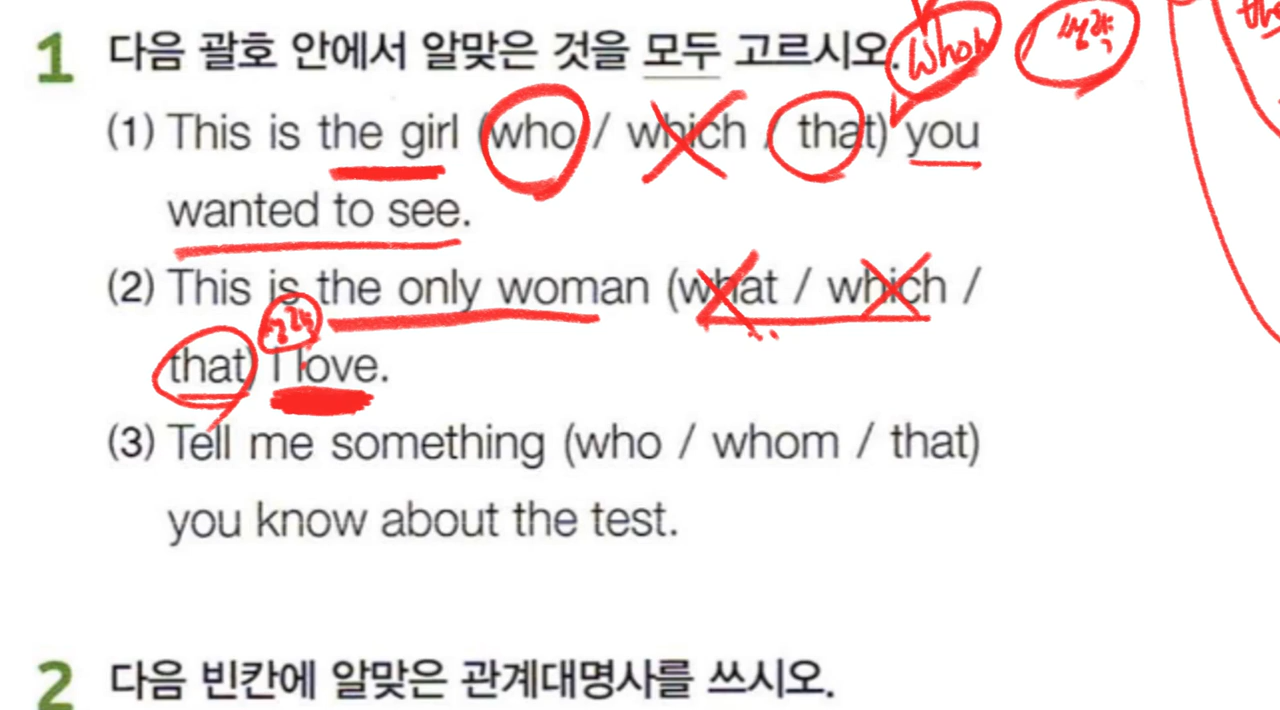 1 다음 괄호 안에서 알맞은 것을 모두 고르시오.
whom 생략
(1) This is the girl (who / which / that) you
wanted to see.
(2) This is the only woman (what / which /
생략
that) I love.
(3) Tell me something (who / whom / that)
you know about the test.
2 다음 빈칸에 알맞은 관계대명사를 쓰시오.